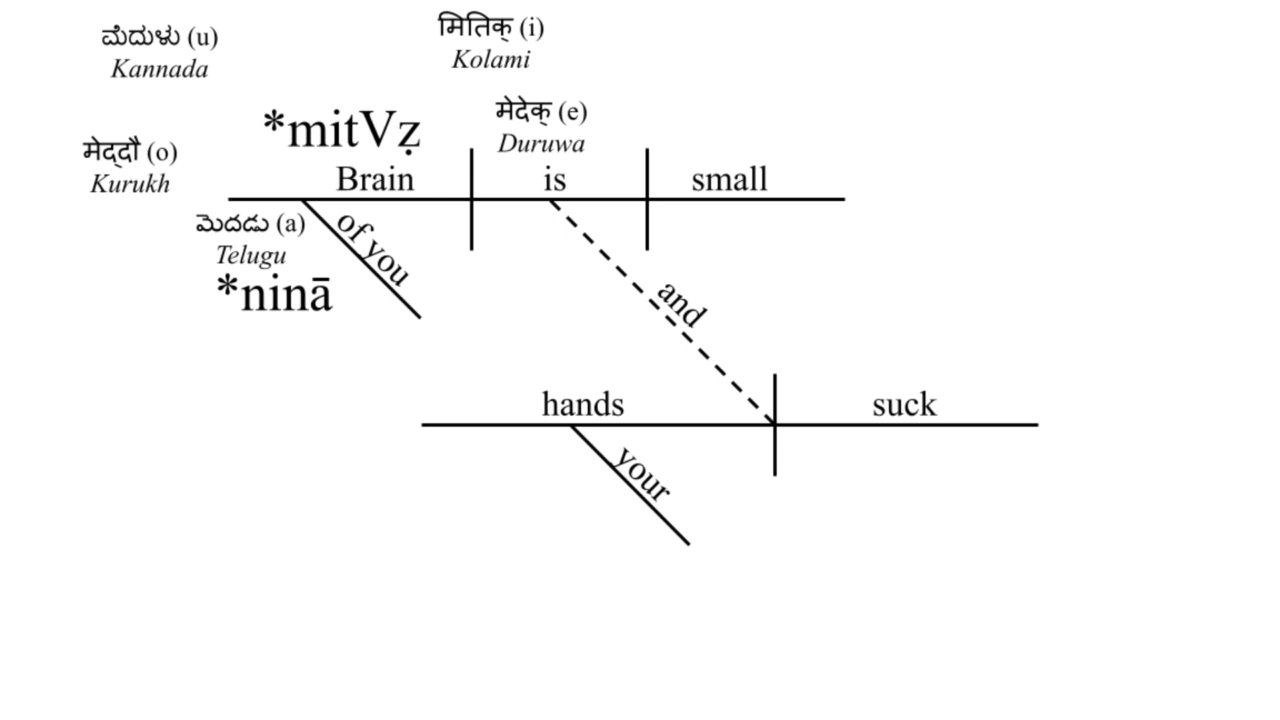 ಮೆದುಳು (u)
Kannada
मितिक् (i)
Kolami
मेदेक् (e)
Duruwa
*mitVẓ
मेद्दौ (o)
Kurukh
Brain
is
small
మెదడు (a)
Telugu
of you
*ninā
and
hands
suck
your